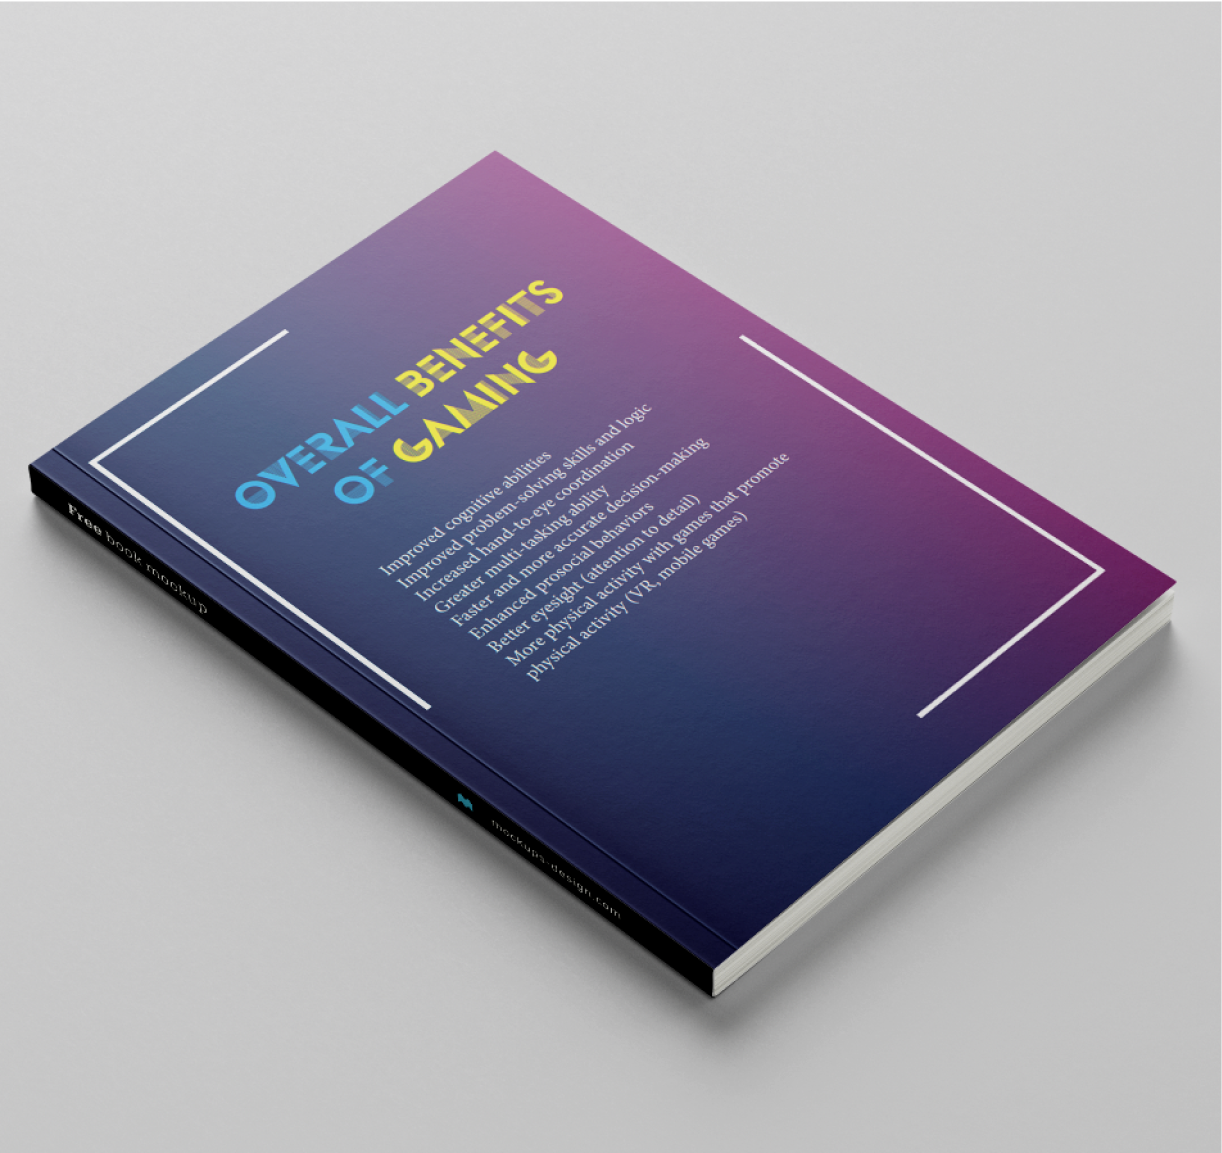 OVERALL BENEFITS
OF GAMING
Improved cognitive abilities
Improved problem-solving skills and logic
Increased hand-to-eye coordination
Greater multi-tasking ability
Faster and more accurate decision-making
Enhanced prosocial behaviors
Better eyesight (attention to detail)
More physical activity with games that promote
physical activity (VR, mobile games)
Free book mockup
mockups-design.com